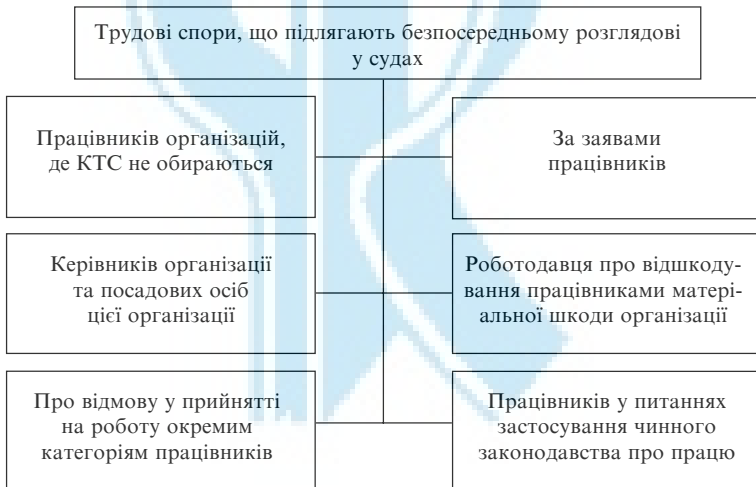 Трудові спори, що підлягають безпосередньому розглядові
у судах
Працівників організацій,
де КТС не обираються
За заявами
працівників
Керівників організації
та посадових осіб
цієї організації
Роботодавця про відшкоду-
вання працівниками матері-
альної шкоди організації
Про відмову у прийнятті
на роботу окремим
категоріям працівників
Працівників у питаннях
застосування чинного
законодавства про працю